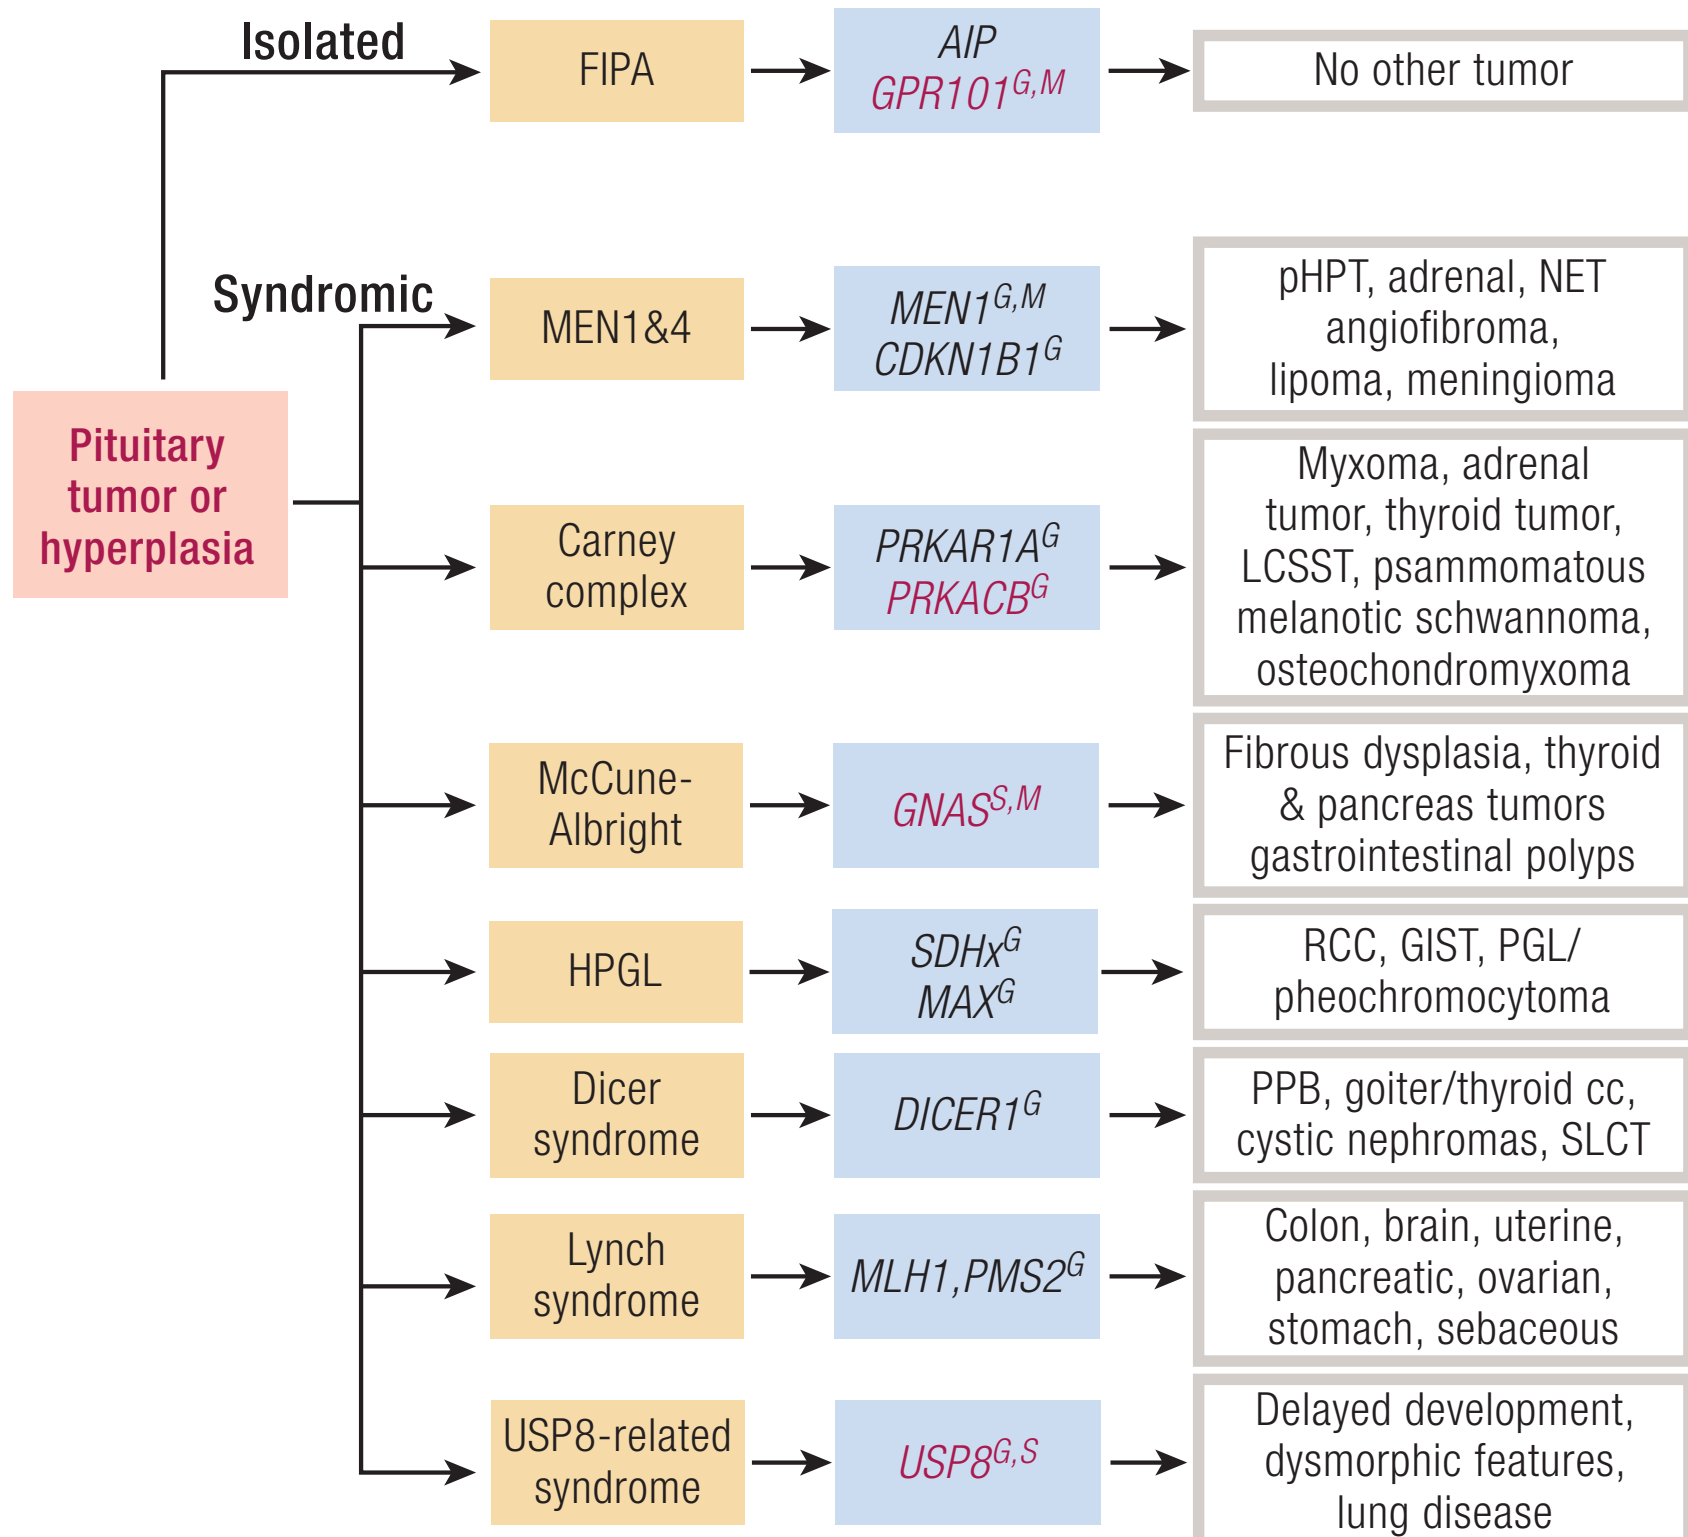 Isolated
FIPA
AIP
GPR101G,M
No other tumor
Syndromic
MEN1&4
MEN1G,M
CDKN1B1G
pHPT, adrenal, NET
angiofibroma,
lipoma, meningioma
Pituitary
tumor or
hyperplasia
Carney
complex
PRKAR1AG
PRKACBG
Myxoma, adrenal
tumor, thyroid tumor,
LCSST, psammomatous
melanotic schwannoma,
osteochondromyxoma
McCune-
Albright
GNASS,M
Fibrous dysplasia, thyroid
& pancreas tumors
gastrointestinal polyps
HPGL
SDHxG
MAXG
RCC, GIST, PGL/
pheochromocytoma
Dicer
syndrome
DICER1G
PPB, goiter/thyroid cc,
cystic nephromas, SLCT
Lynch
syndrome
MLH1,PMS2G
Colon, brain, uterine,
pancreatic, ovarian,
stomach, sebaceous
USP8-related
syndrome
USP8G,S
Delayed development,
dysmorphic features,
lung disease